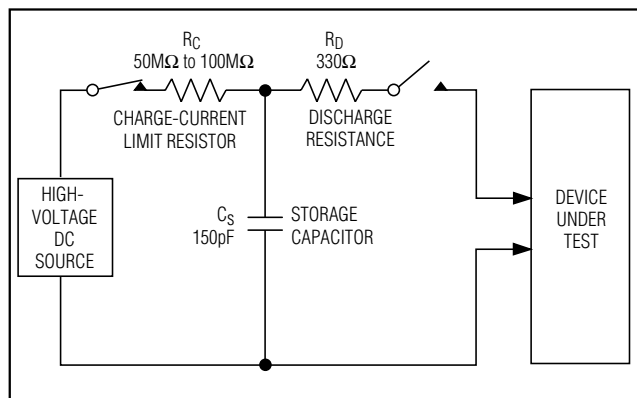 R_C
50MΩ to 100MΩ
CHARGE-CURRENT
LIMIT RESISTOR
R_D
330Ω
DISCHARGE
RESISTANCE
HIGH-
VOLTAGE
DC
SOURCE
C_S
150pF
STORAGE
CAPACITOR
DEVICE
UNDER
TEST